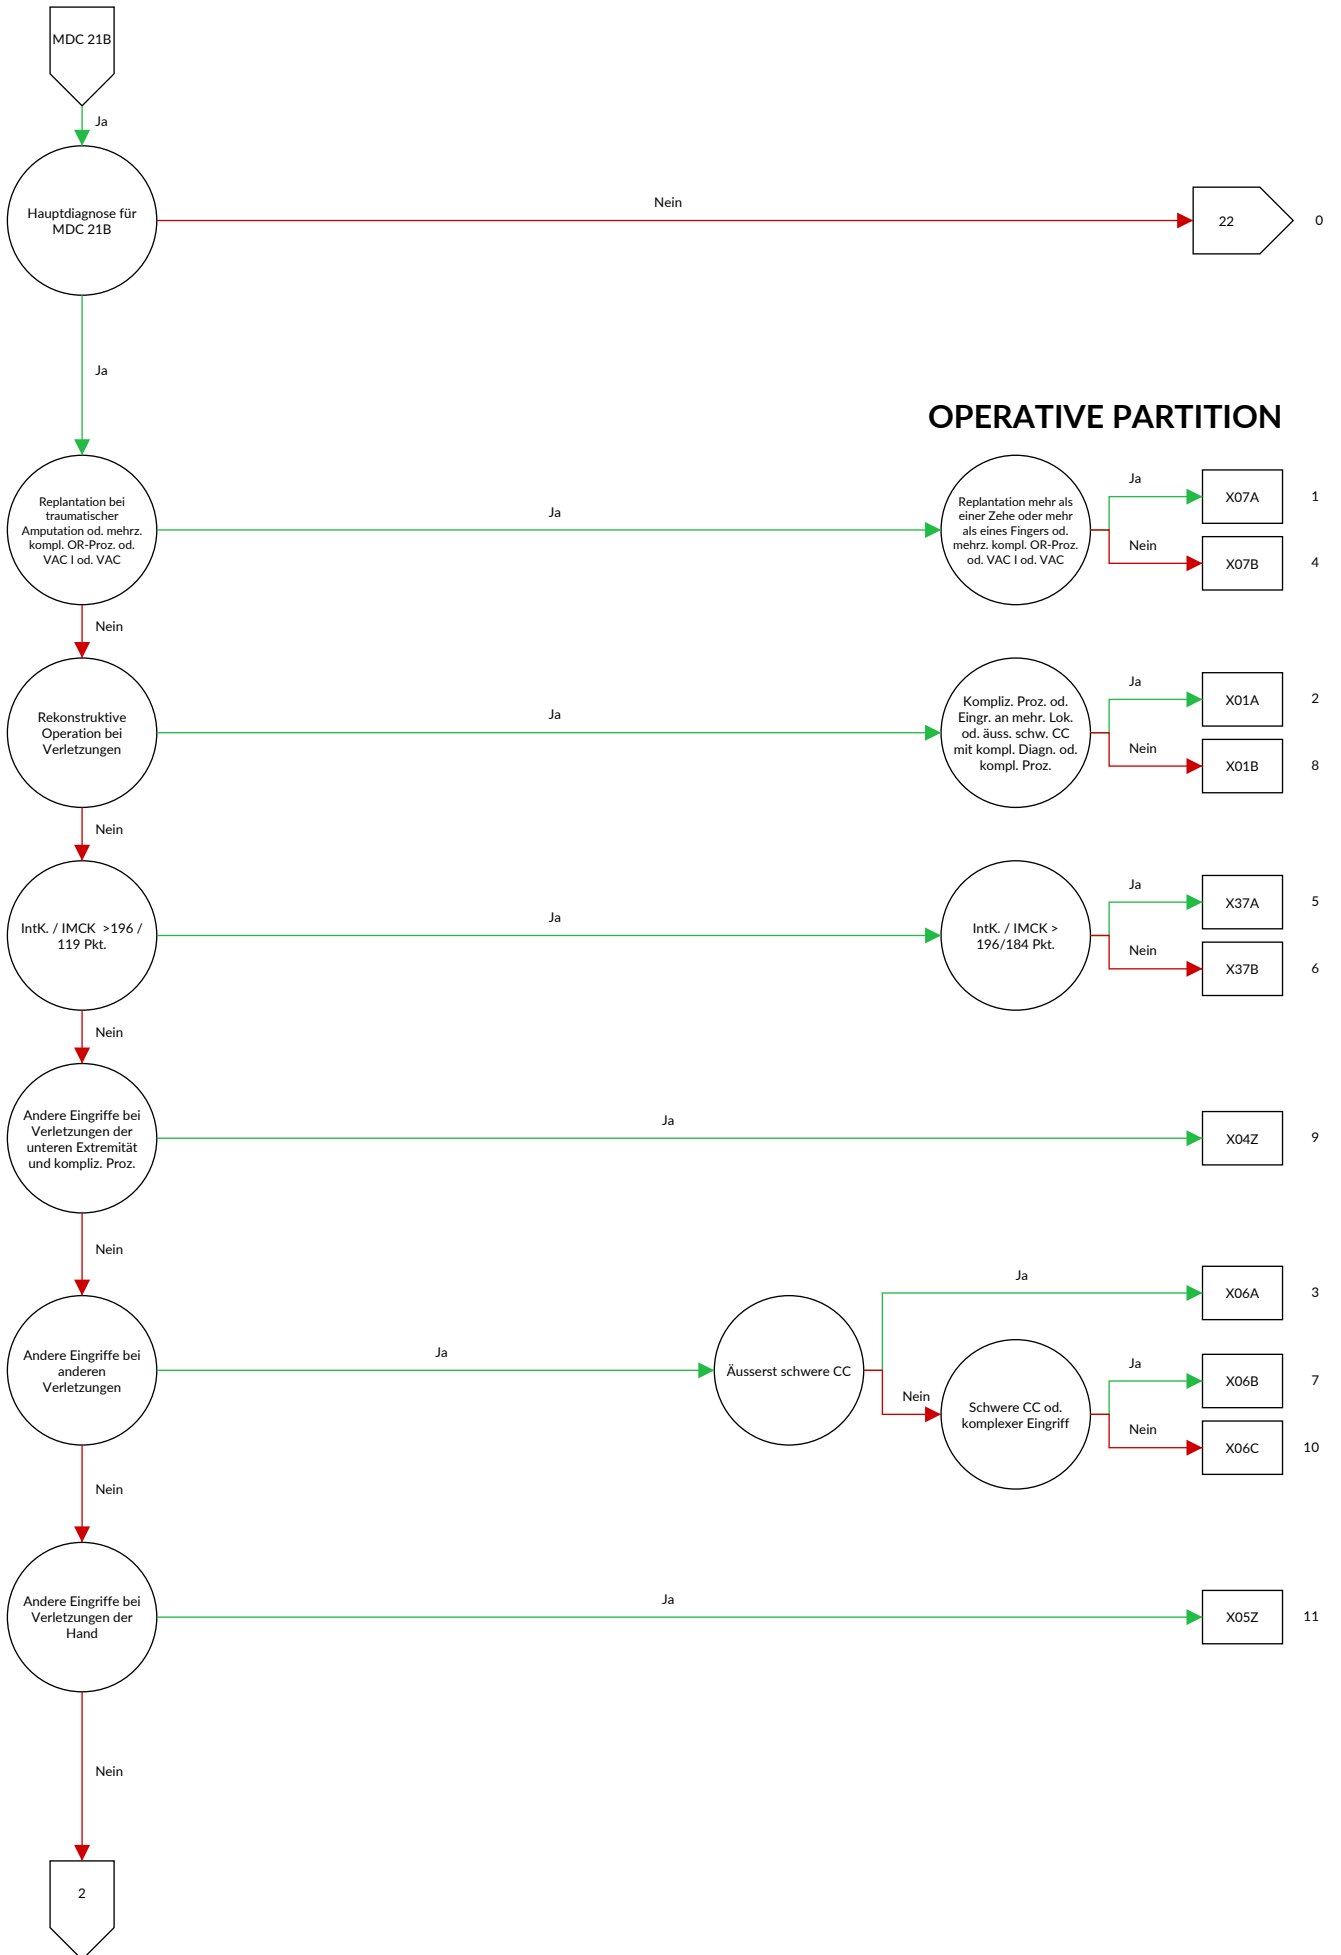 MDC 21B
Ja
Hauptdiagnose für
MDC 21B
Nein
22
0
Ja
OPERATIVE PARTITION
Replantation bei
traumatischer
Amputation od. mehrz.
kompl. OR-Proz. od.
VAC I od. VAC
Ja
Replantation mehr als
einer Zehe oder mehr
als eines Fingers od.
mehrz. kompl. OR-Proz.
od. VAC I od. VAC
Ja
X07A
1
Nein
X07B
4
Nein
Rekonstruktive
Operation bei
Verletzungen
Ja
Kompliz. Proz. od.
Eingr. an mehr. Lok.
od. äuss. schw. CC
mit kompl. Diagn. od.
kompl. Proz.
Ja
X01A
2
Nein
X01B
8
Nein
IntK. / IMCK >196 /
119 Pkt.
Ja
IntK. / IMCK >
196/184 Pkt.
Ja
X37A
5
Nein
X37B
6
Nein
Andere Eingriffe bei
Verletzungen der
unteren Extremität
und kompliz. Proz.
Ja
X04Z
9
Nein
Andere Eingriffe bei
anderen
Verletzungen
Ja
Äusserst schwere CC
Ja
X06A
3
Nein
Schwere CC od.
komplexer Eingriff
Ja
X06B
7
Nein
X06C
10
Nein
Andere Eingriffe bei
Verletzungen der
Hand
Ja
X05Z
11
Nein
2